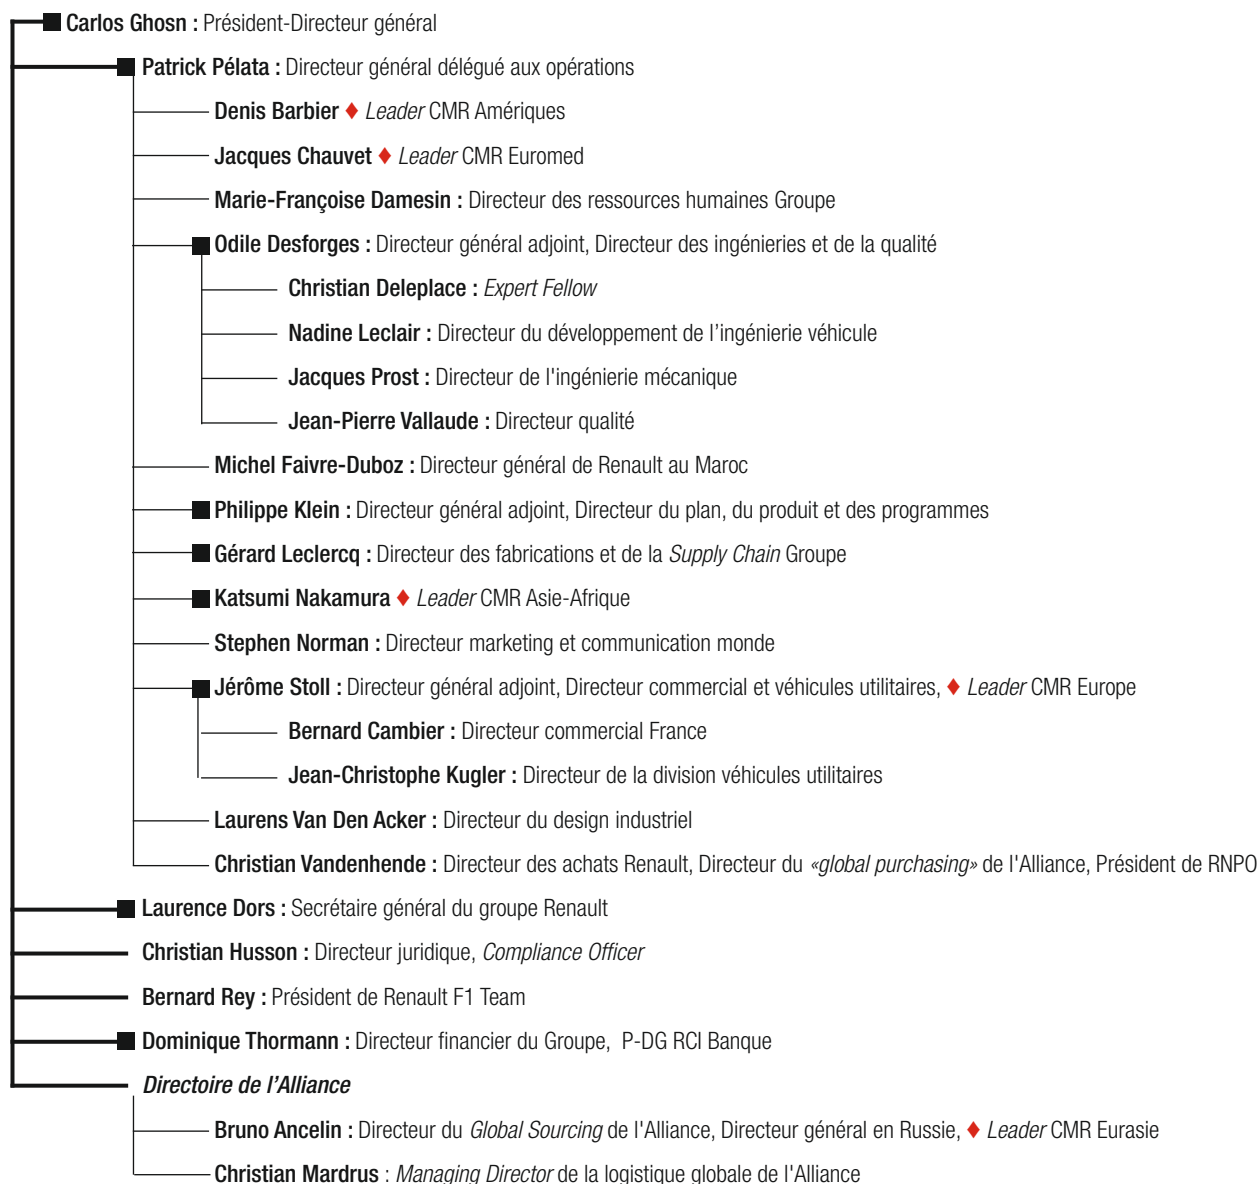 Carlos Ghosn : Président-Directeur général
Patrick Pélata : Directeur général délégué aux opérations
Denis Barbier ♦ Leader CMR Amériques
Jacques Chauvet ♦ Leader CMR Euromed
Marie-Françoise Damesin : Directeur des ressources humaines Groupe
Odile Desforges : Directeur général adjoint, Directeur des ingénieries et de la qualité
Christian Deleplace : Expert Fellow
Nadine Leclair : Directeur du développement de l’ingénierie véhicule
Jacques Prost : Directeur de l'ingénierie mécanique
Jean-Pierre Vallaude : Directeur qualité
Michel Faivre-Duboz : Directeur général de Renault au Maroc
Philippe Klein : Directeur général adjoint, Directeur du plan, du produit et des programmes
Gérard Leclercq : Directeur des fabrications et de la Supply Chain Groupe
Katsumi Nakamura ♦ Leader CMR Asie-Afrique
Stephen Norman : Directeur marketing et communication monde
Jérôme Stoll : Directeur général adjoint, Directeur commercial et véhicules utilitaires, ♦ Leader CMR Europe
Bernard Cambier : Directeur commercial France
Jean-Christophe Kugler : Directeur de la division véhicules utilitaires
Laurens Van Den Acker : Directeur du design industriel
Christian Vandenhende : Directeur des achats Renault, Directeur du «global purchasing» de l'Alliance, Président de RNPO
Laurence Dors : Secrétaire général du groupe Renault
Christian Husson : Directeur juridique, Compliance Officer
Bernard Rey : Président de Renault F1 Team
Dominique Thormann : Directeur financier du Groupe, P-DG RCI Banque
Directoire de l’Alliance
Bruno Ancelin : Directeur du Global Sourcing de l'Alliance, Directeur général en Russie, ♦ Leader CMR Eurasie
Christian Mardrus : Managing Director de la logistique globale de l'Alliance